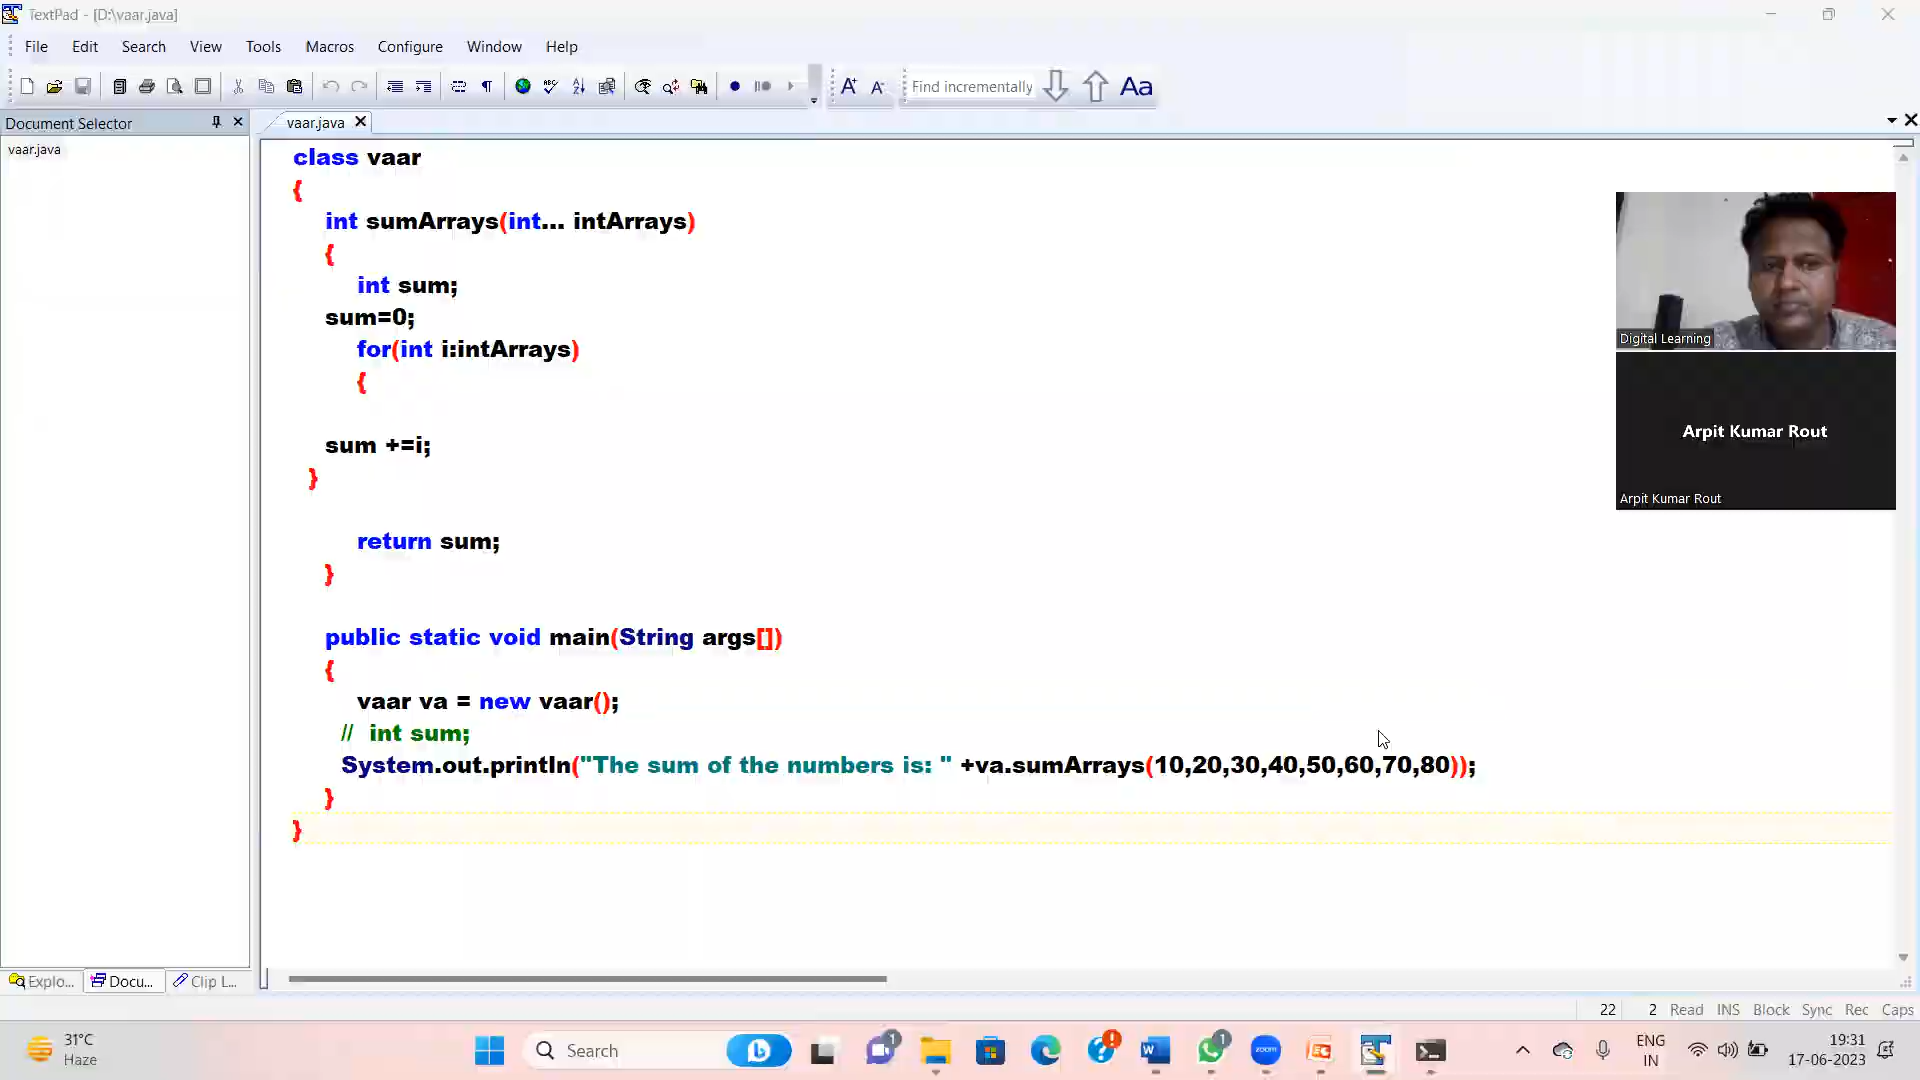 TextPad - [D:\vaar.java]
File Edit Search View Tools Macros Configure Window Help
Find incrementally Aa
Document Selector
vaar.java
vaar.java
class vaar
{
int sumArrays(int... intArrays)
{
int sum;
sum=0;
for(int i:intArrays)
{
sum +=i;
}
return sum;
}
public static void main(String args[])
{
vaar va = new vaar();
// int sum;
System.out.println("The sum of the numbers is: " +va.sumArrays(10,20,30,40,50,60,70,80));
}
}
Digital Learning
Arpit Kumar Rout
Arpit Kumar Rout
Explo... Docu... Clip L...
22 2 Read INS Block Sync Rec Caps
31°C
Haze
Search
zoom
ENG
IN
19:31
17-06-2023